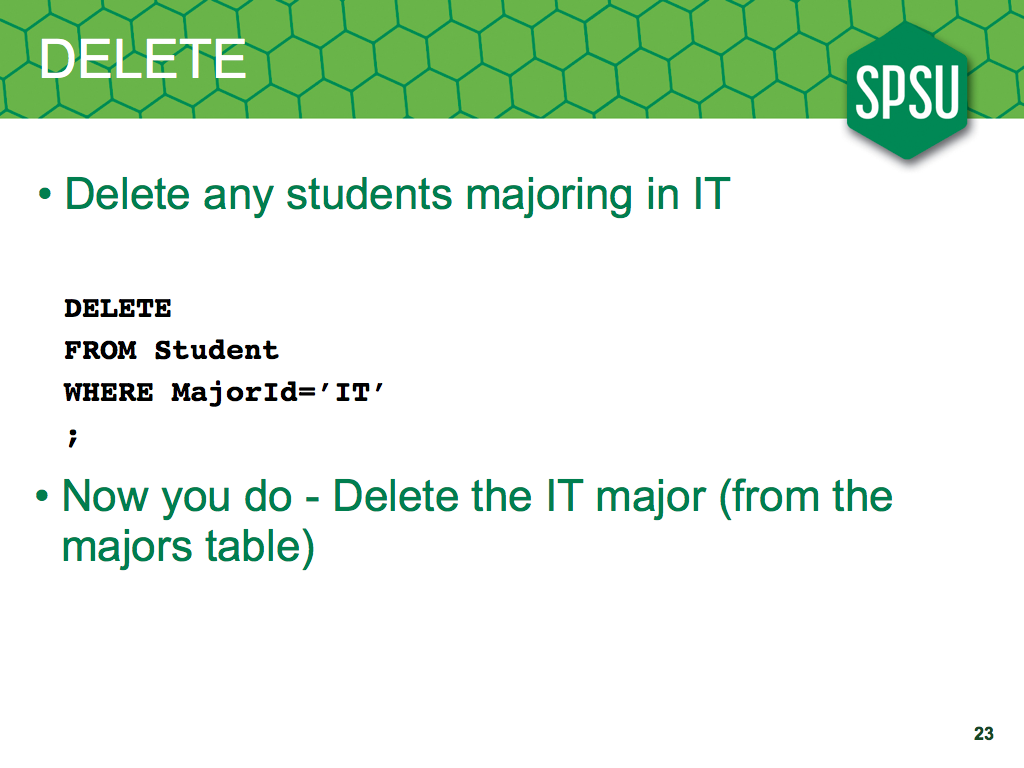 DELETE
SPSU
• Delete any students majoring in IT
DELETE
FROM Student
WHERE MajorId=’IT’
;
• Now you do - Delete the IT major (from the
majors table)
23